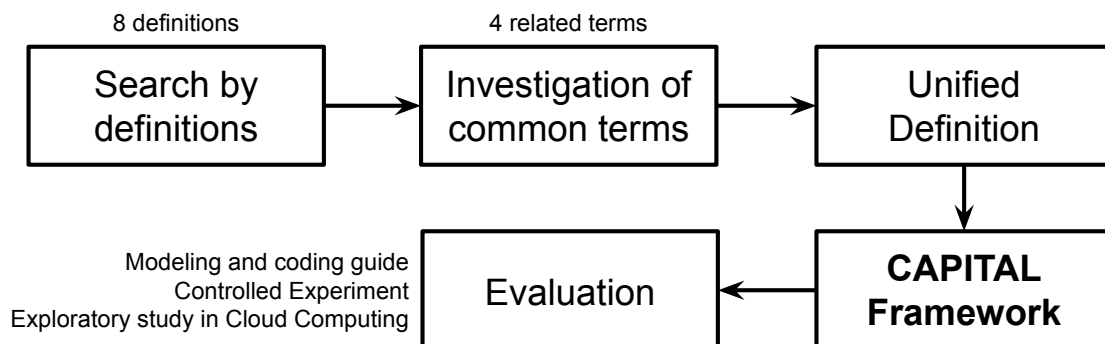 8 definitions
4 related terms
Search by
definitions
Investigation of
common terms
Unified
Definition
Modeling and coding guide
Controlled Experiment
Exploratory study in Cloud Computing
Evaluation
CAPITAL
Framework